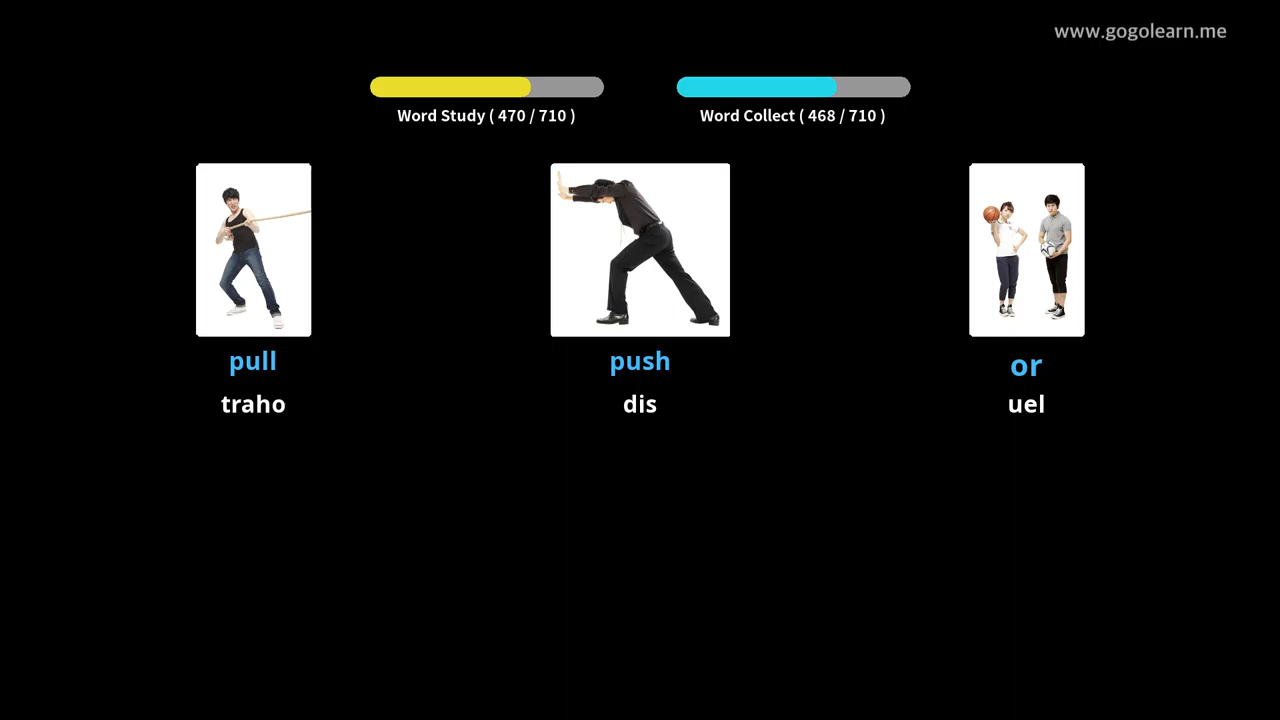 www.gogolearn.me
Word Study ( 470 / 710 )
Word Collect ( 468 / 710 )
pull
push
or
traho
dis
uel